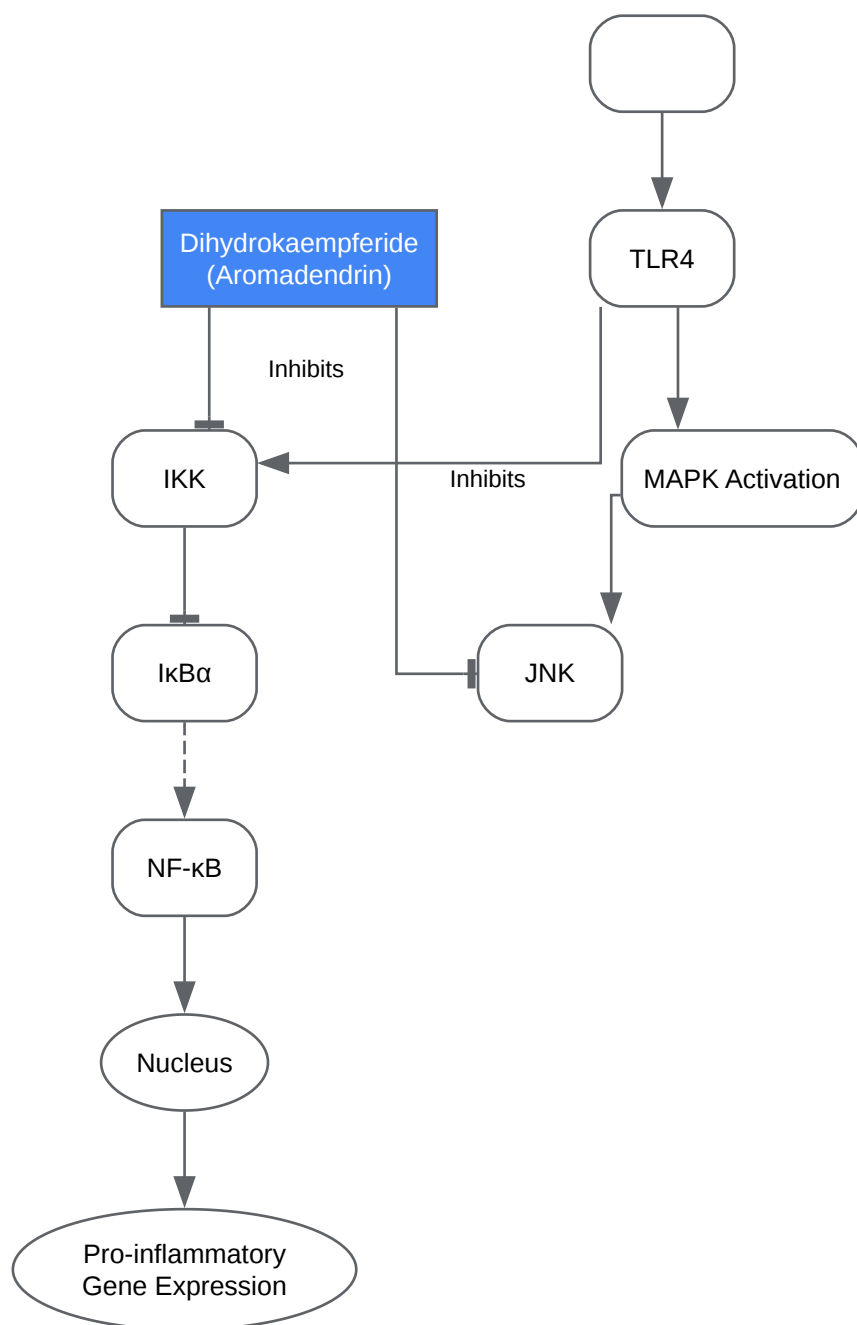 TLR4
Dihydrokaempferide
(Aromadendrin)
Inhibits
IKK
Inhibits
MAPK Activation
IκBα
JNK
NF-κB
Nucleus
Pro-inflammatory
Gene Expression